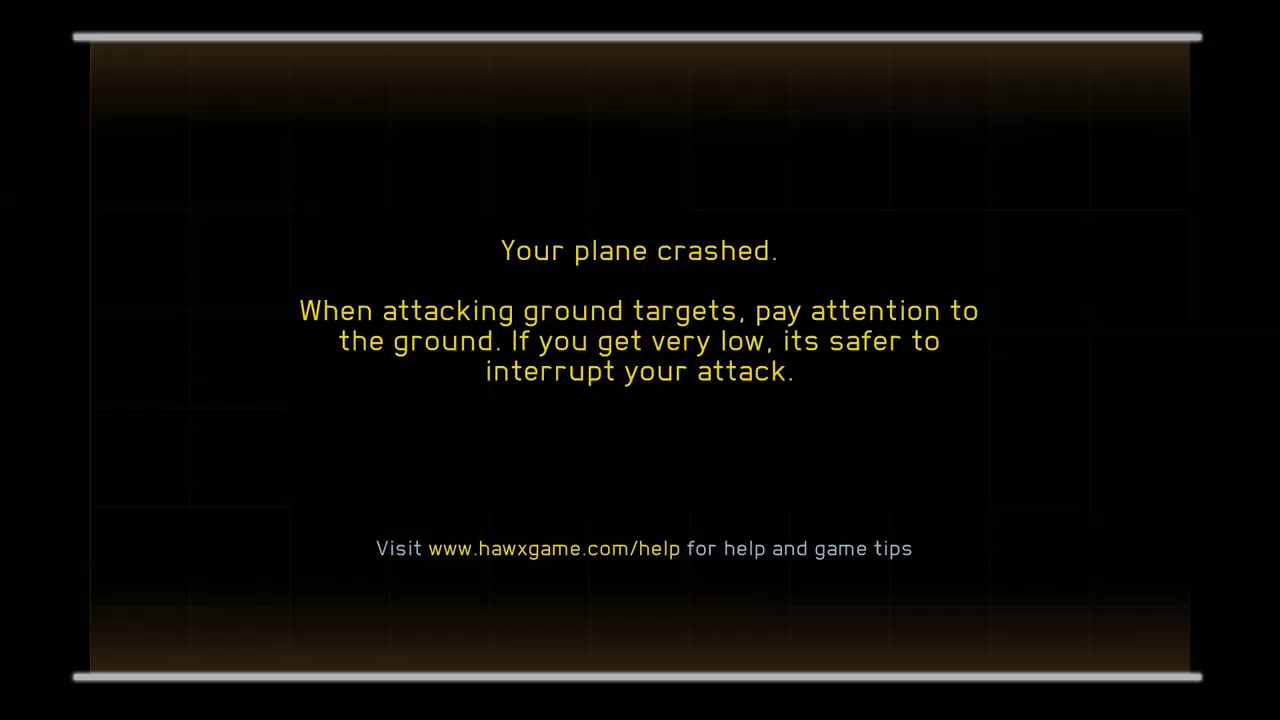 Your plane crashed.
When attacking ground targets, pay attention to
the ground. If you get very low, its safer to
interrupt your attack.
Visit www.hawxgame.com/help for help and game tips